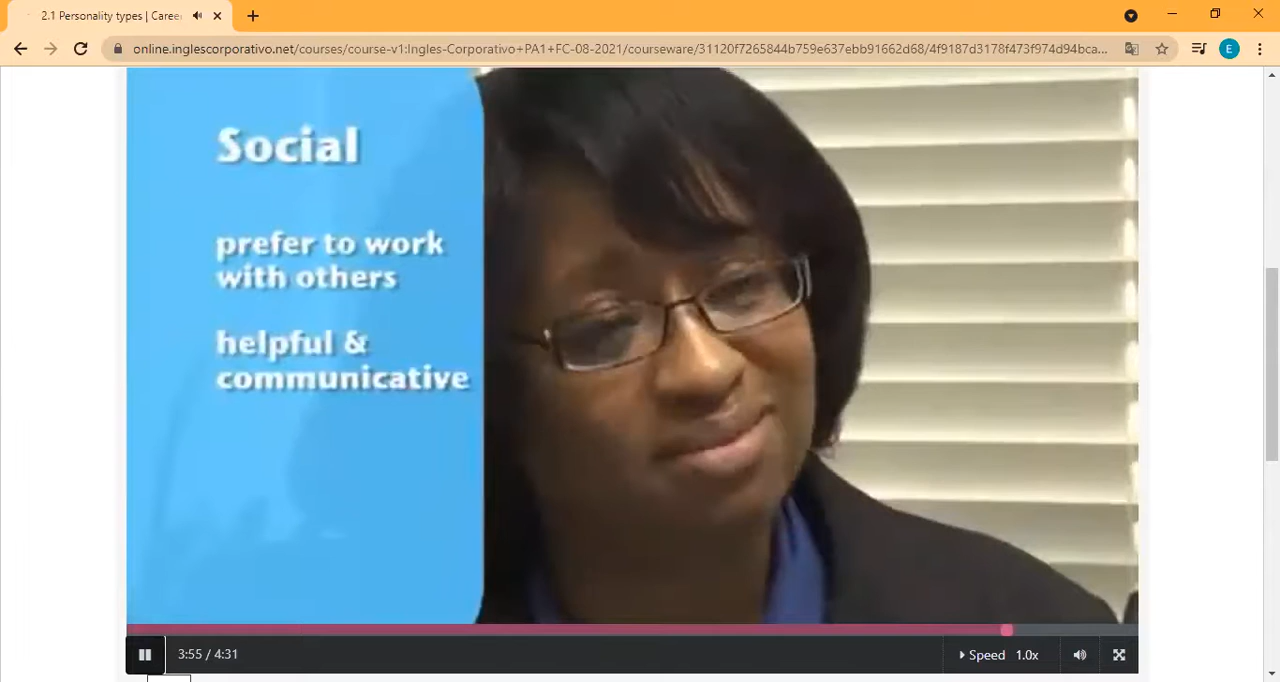 2.1 Personality types | Caree
online.inglescorporativo.net/courses/course-v1:Ingles-Corporativo+PA1+FC-08-2021/courseware/31120f7265844b759e637ebb91662d68/4f9187d3178f473f974d94bca...
E
Social
prefer to work
with others
helpful &
communicative
3:55 / 4:31
Speed 1.0x